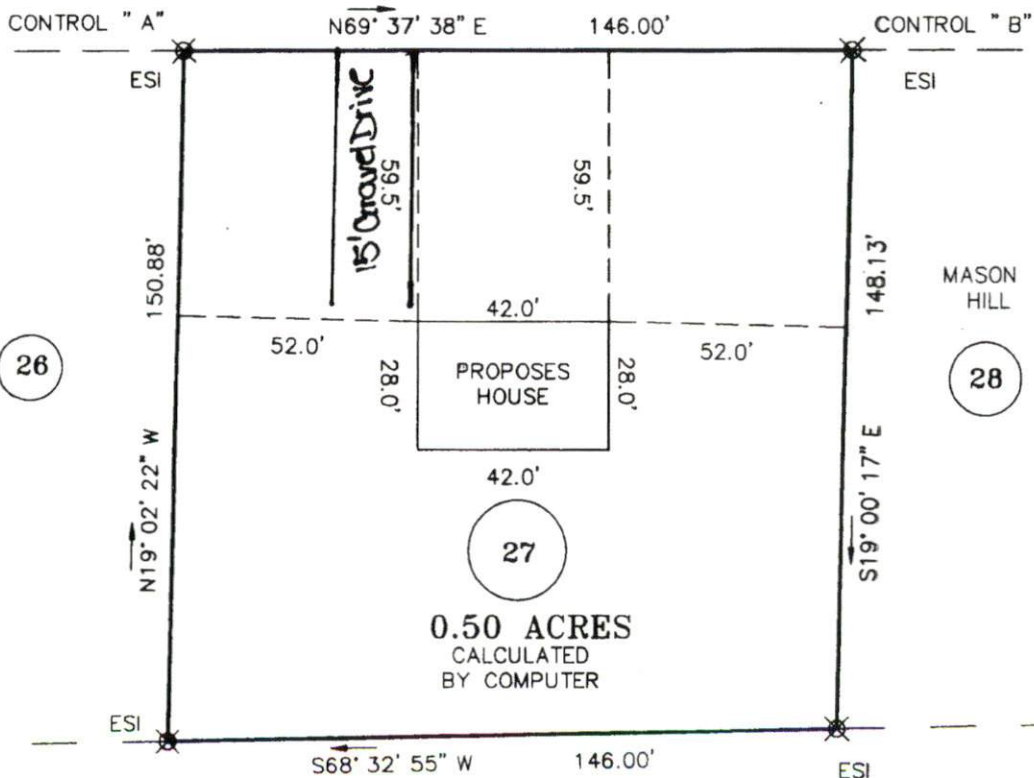 CONTROL "A"
N69° 37' 38" E
146.00'
CONTROL "B"
ESI
ESI
15' Gravel Drive
59.5'
59.5'
150.88'
148.13'
MASON
HILL
42.0'
52.0'
52.0'
26
28.0'
PROPOSES
HOUSE
28.0'
28
42.0'
N19° 02' 22" W
S19° 00' 17" E
27
0.50 ACRES
CALCULATED
BY COMPUTER
ESI
S68° 32' 55" W
146.00'
ESI